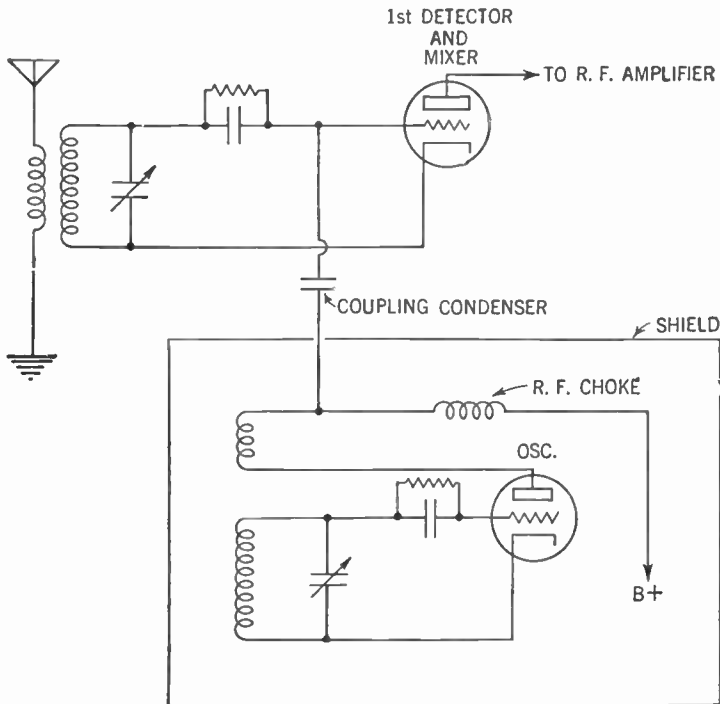 1st DETECTOR
AND
MIXER
TO R. F. AMPLIFIER
COUPLING CONDENSER
SHIELD
R. F. CHOKE
OSC.
B+